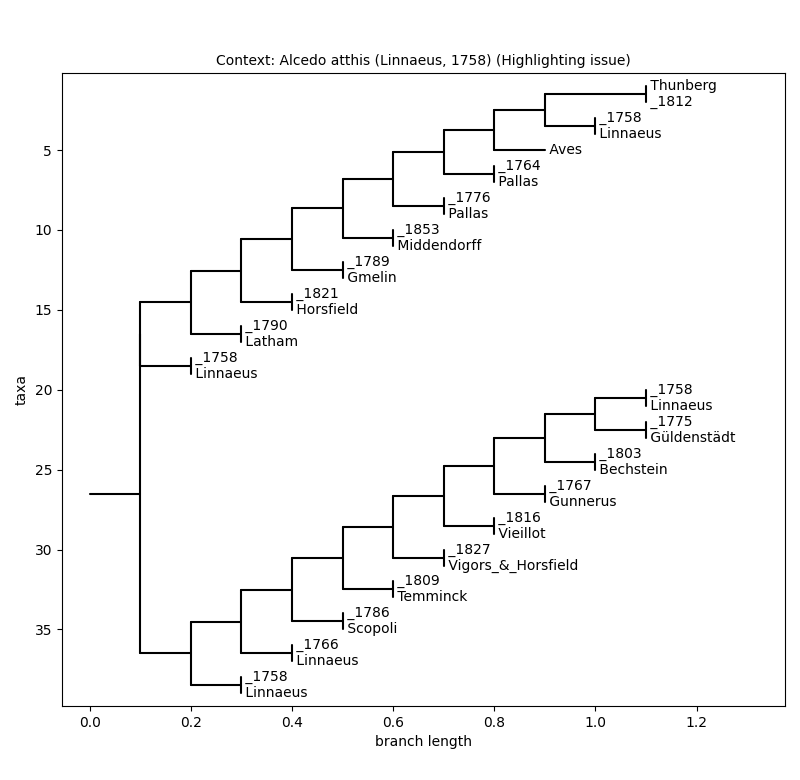 Context: Alcedo atthis (Linnaeus, 1758) (Highlighting issue)
Thunberg
_1812
_1758
Linnaeus
Aves
_1764
Pallas
_1776
Pallas
_1853
Middendorff
_1789
Gmelin
_1821
Horsfield
_1790
Latham
_1758
Linnaeus
_1758
Linnaeus
_1775
Güldenstädt
_1803
Bechstein
_1767
Gunnerus
_1816
Vieillot
_1827
Vigors_&_Horsfield
_1809
Temminck
_1786
Scopoli
_1766
Linnaeus
_1758
Linnaeus
5
10
15
20
25
30
35
taxa
0.0 0.2 0.4 0.6 0.8 1.0 1.2
branch length